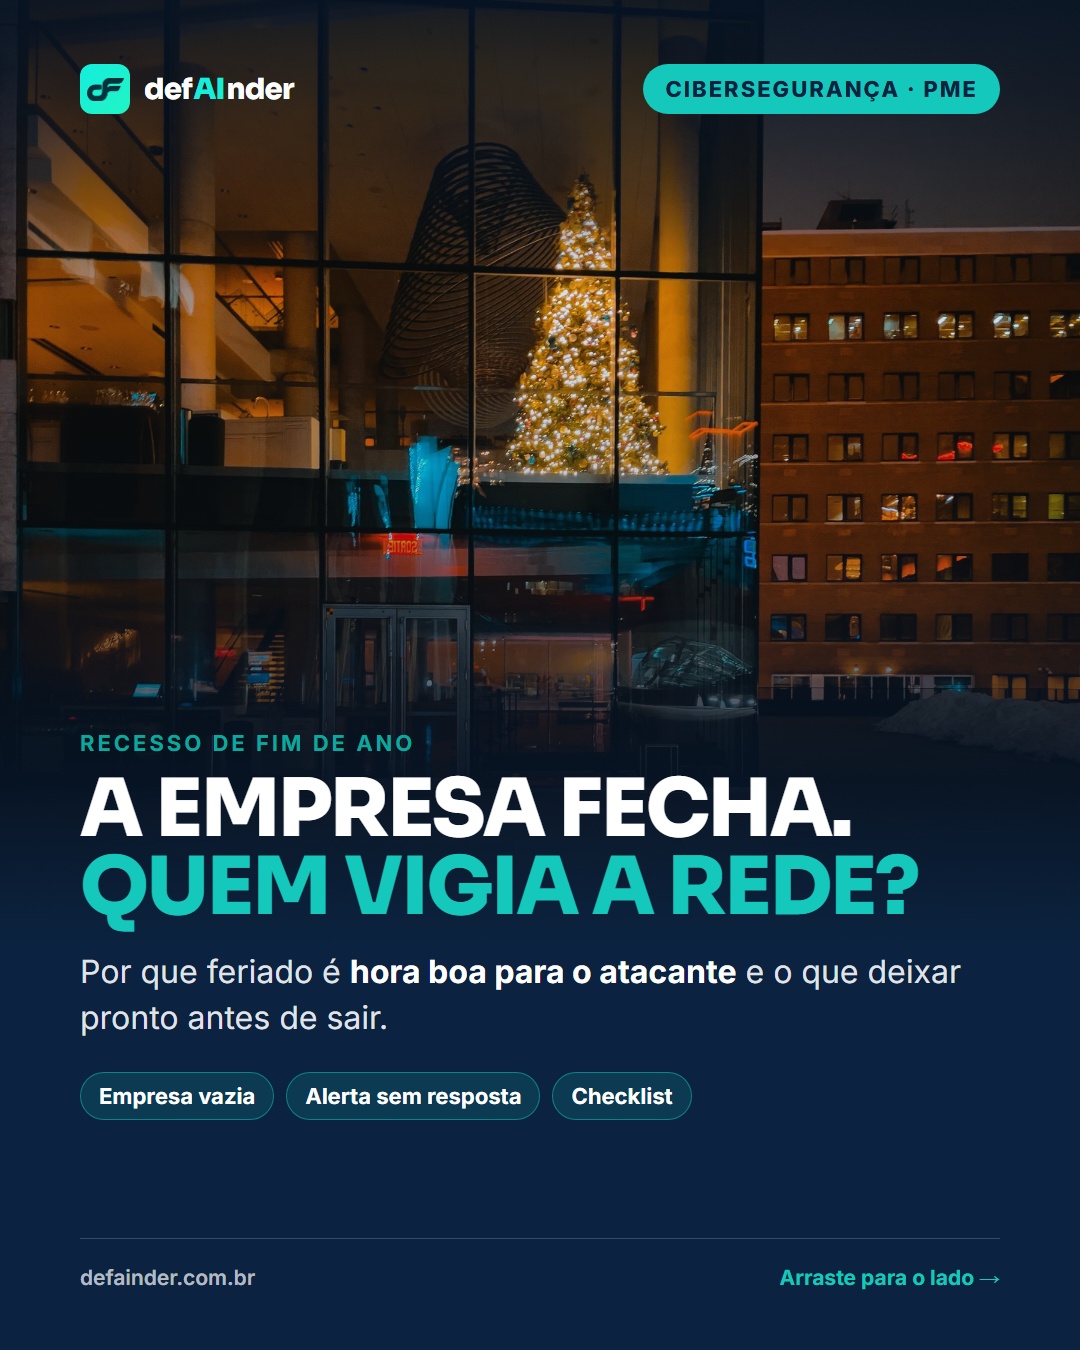 defAInder
CIBERSEGURANÇA · PME
RECESSO DE FIM DE ANO
A EMPRESA FECHA.
QUEM VIGIA A REDE?
Por que feriado é hora boa para o atacante e o que deixar
pronto antes de sair.
Empresa vazia
Alerta sem resposta
Checklist
defainder.com.br
Arraste para o lado →